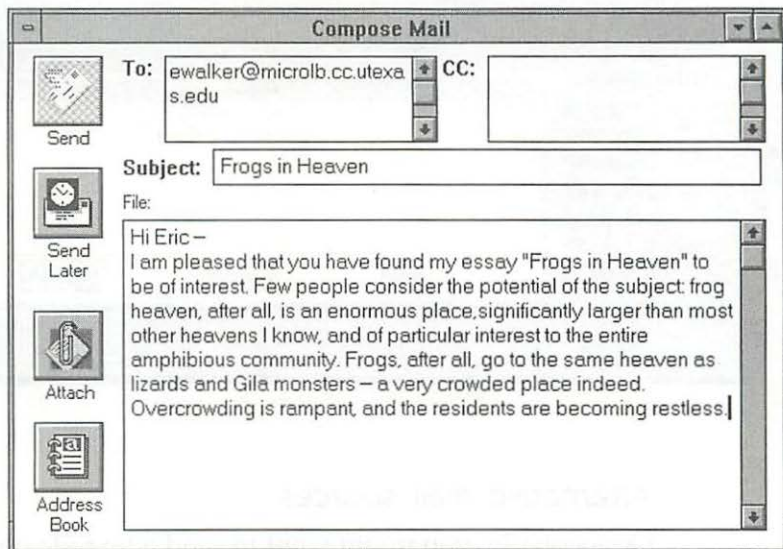 Compose Mail
To: ewalker@microlb.cc.utexa
s.edu
CC:
Send
Subject: Frogs in Heaven
File:
Send
Later
Hi Eric –
I am pleased that you have found my essay "Frogs in Heaven" to
be of interest. Few people consider the potential of the subject: frog
heaven, after all, is an enormous place,significantly larger than most
other heavens I know, and of particular interest to the entire
amphibious community. Frogs, after all, go to the same heaven as
lizards and Gila monsters – a very crowded place indeed.
Overcrowding is rampant, and the residents are becoming restless.
Attach
Address
Book